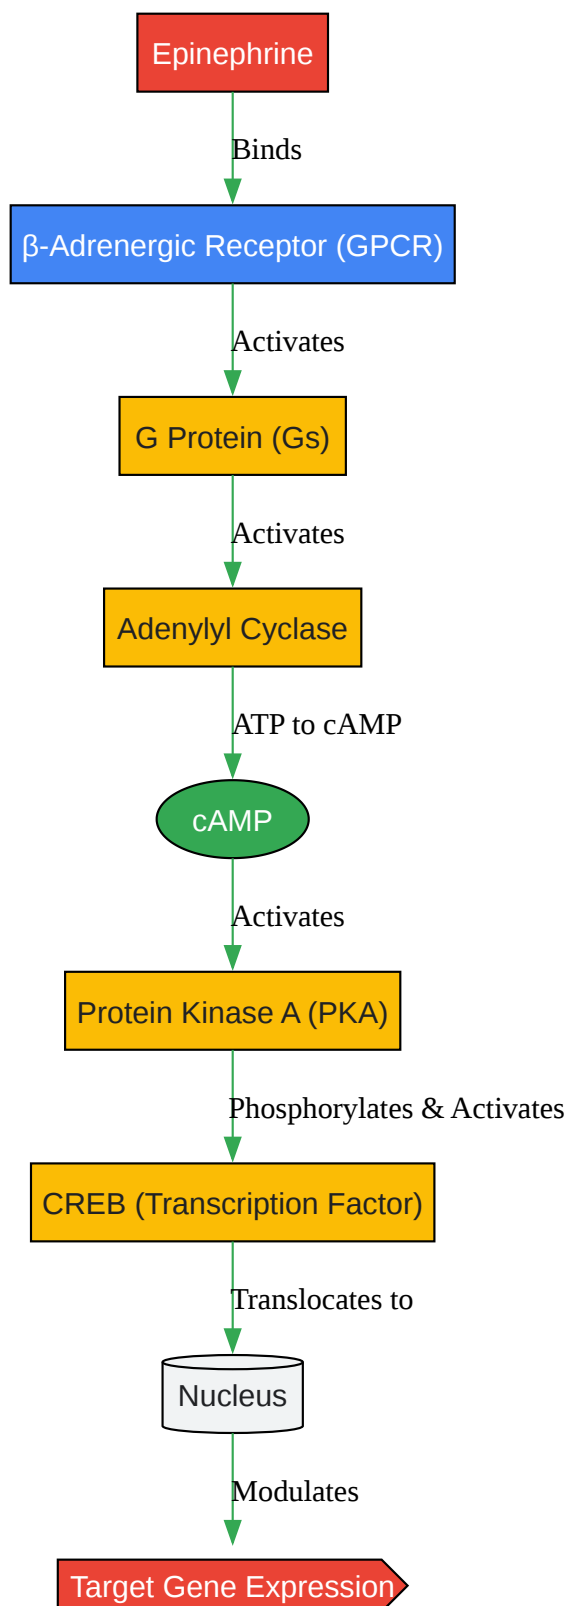 Epinephrine
Binds
β-Adrenergic Receptor (GPCR)
Activates
G Protein (Gs)
Activates
Adenylyl Cyclase
ATP to cAMP
cAMP
Activates
Protein Kinase A (PKA)
Phosphorylates & Activates
CREB (Transcription Factor)
Translocates to
Nucleus
Modulates
Target Gene Expression